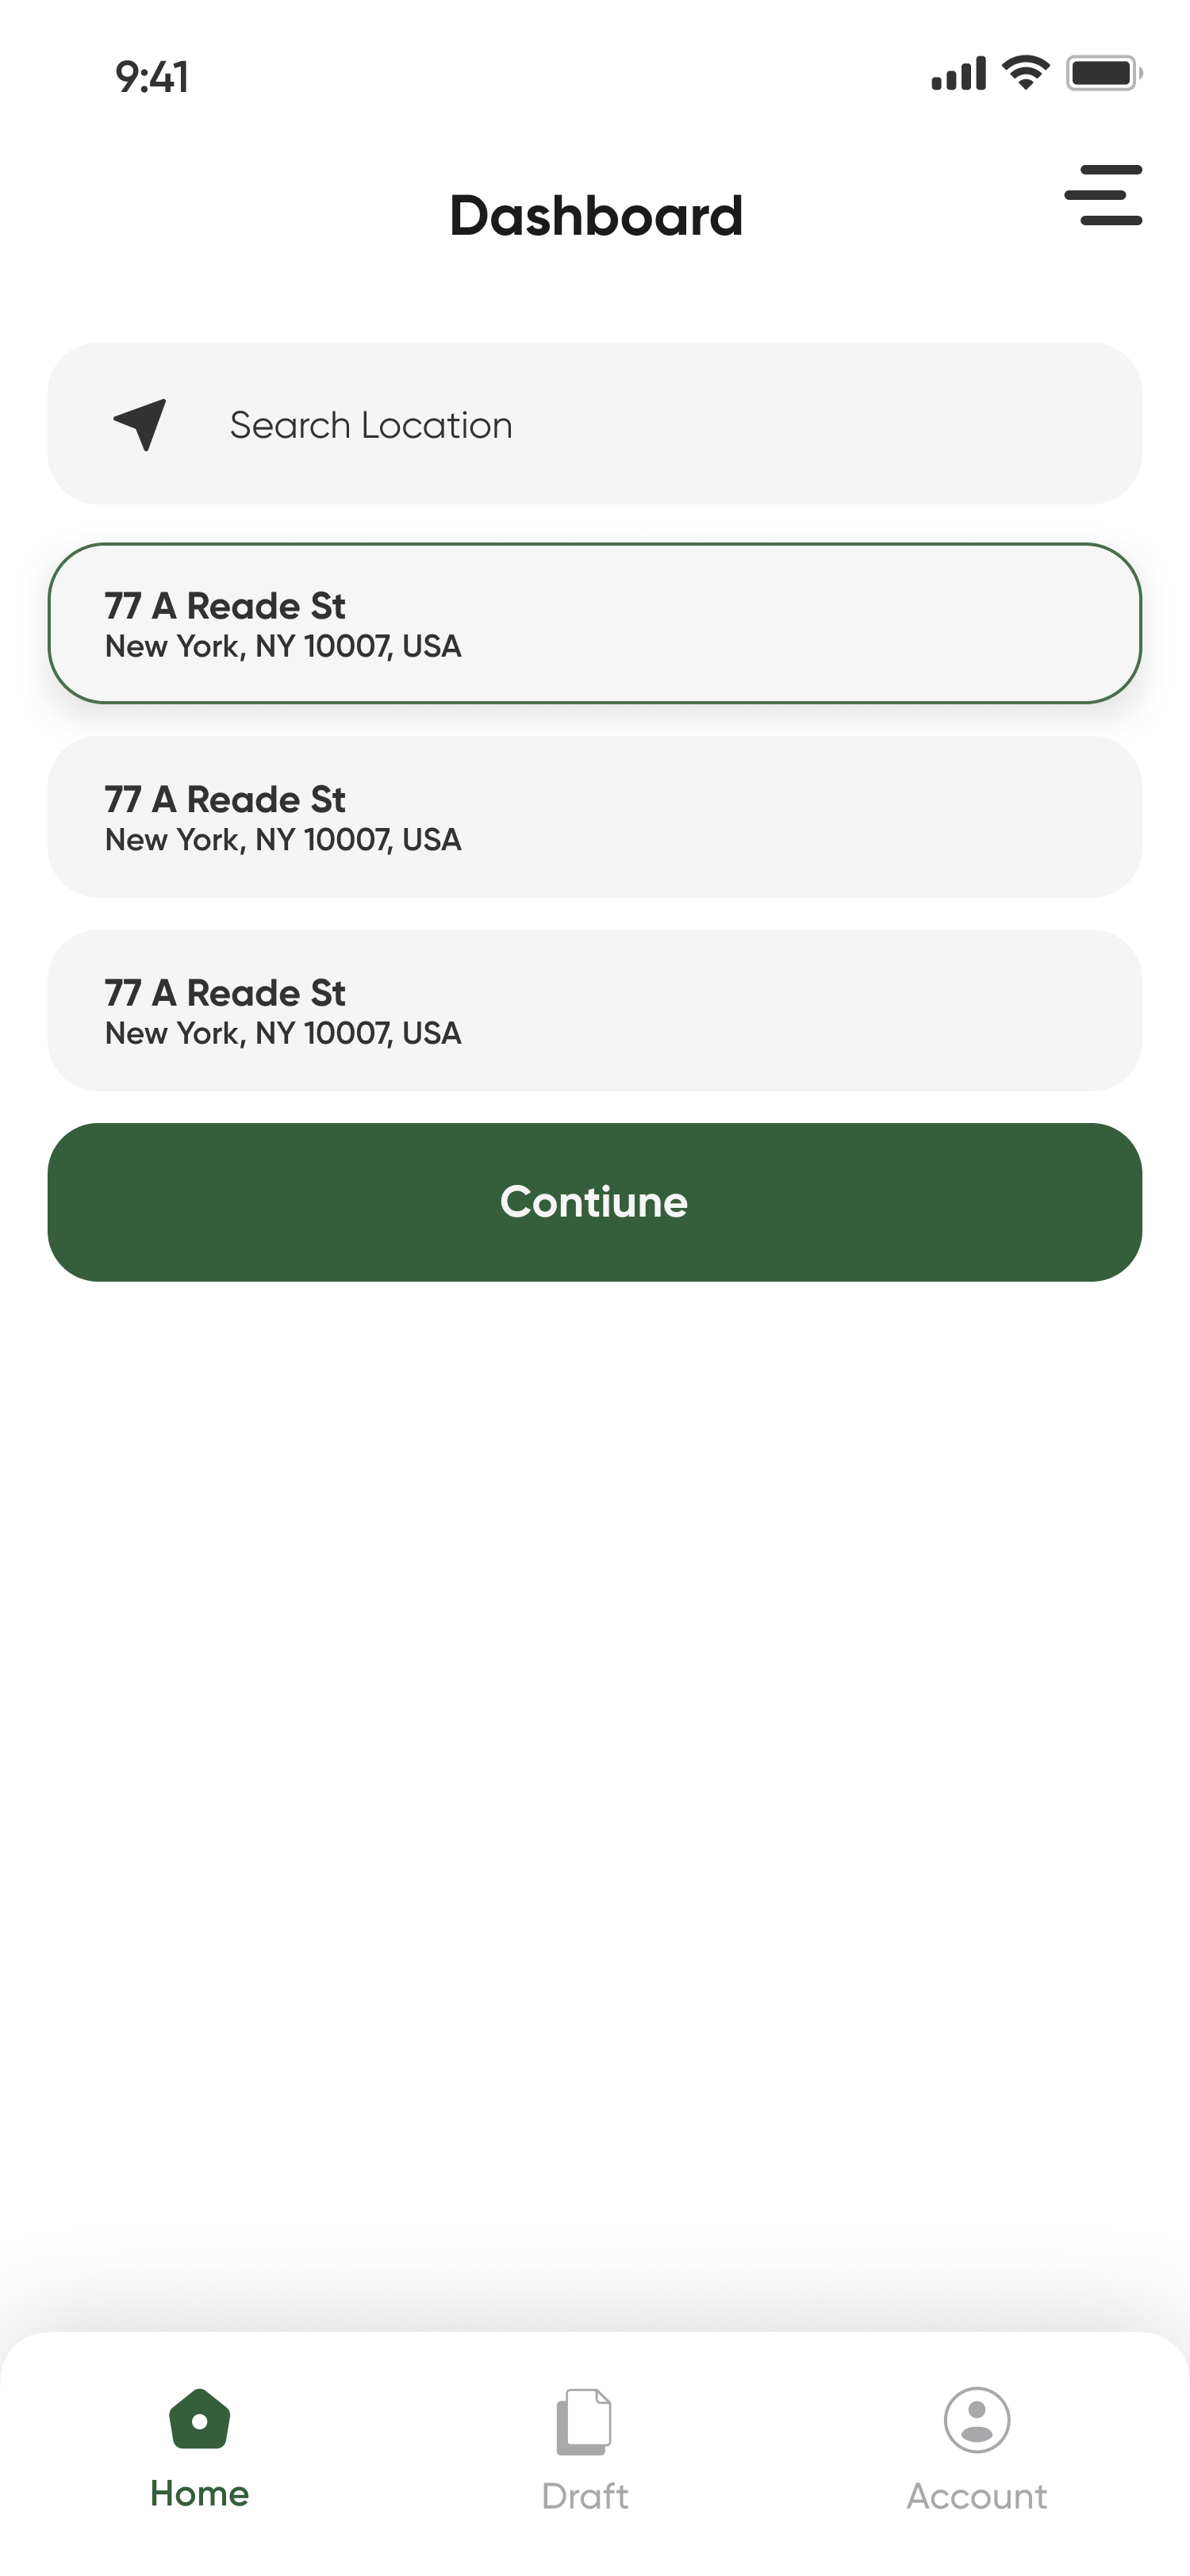 9:41
Dashboard
Search Location
77 A Reade St
New York, NY 10007, USA
77 A Reade St
New York, NY 10007, USA
77 A Reade St
New York, NY 10007, USA
Contiune
Home
Draft
Account